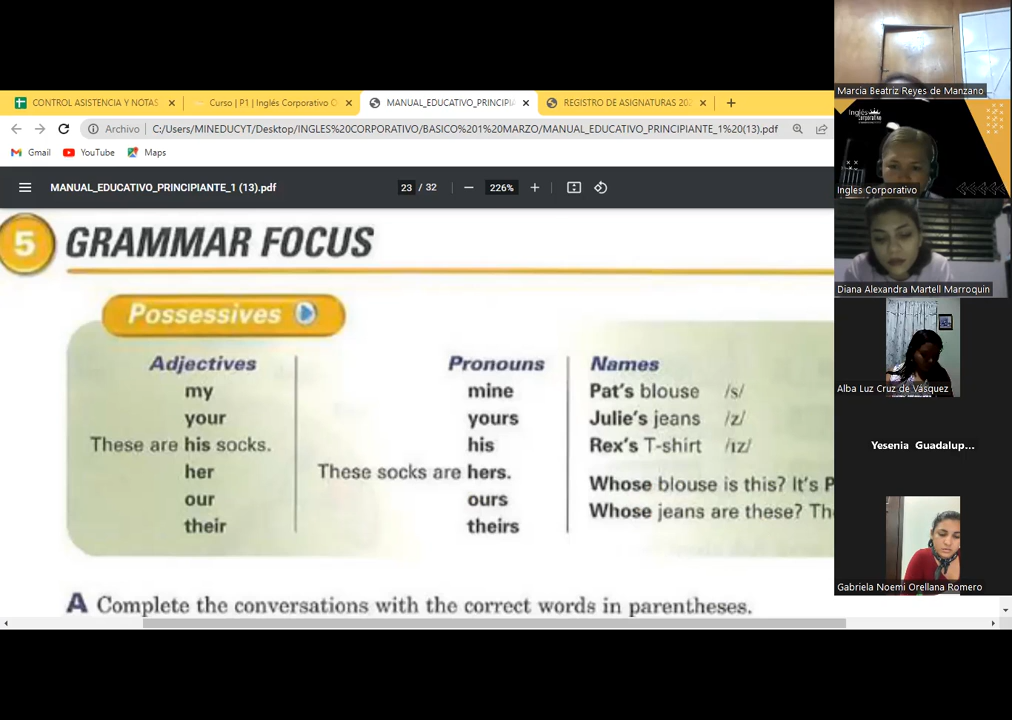 CONTROL ASISTENCIA Y NOTAS
Curso | P1 | Inglés Corporativo
MANUAL_EDUCATIVO_PRINCIPI
REGISTRO DE ASIGNATURAS 202
Archivo
C:/Users/MINEDUCYT/Desktop/INGLES%20CORPORATIVO/BASICO%201%20MARZO/MANUAL_EDUCATIVO_PRINCIPIANTE_1%20(13).pdf
Gmail YouTube Maps
MANUAL_EDUCATIVO_PRINCIPIANTE_1 (13).pdf
23 / 32 226%
5 GRAMMAR FOCUS
Possessives
Adjectives Pronouns Names
my mine Pat's blouse /s/
your yours Julie's jeans /z/
These are his socks. his Rex's T-shirt /ɪz/
her These socks are hers.
Whose blouse is this? It's P
our ours
Whose jeans are these? Th
their theirs
A Complete the conversations with the correct words in parentheses.
Marcia Beatriz Reyes de Manzano
Inglés
corporativo
Ingles Corporativo
Diana Alexandra Martell Marroquin
Alba Luz Cruz de Vásquez
Yesenia Guadalup...
Gabriela Noemi Orellana Romero